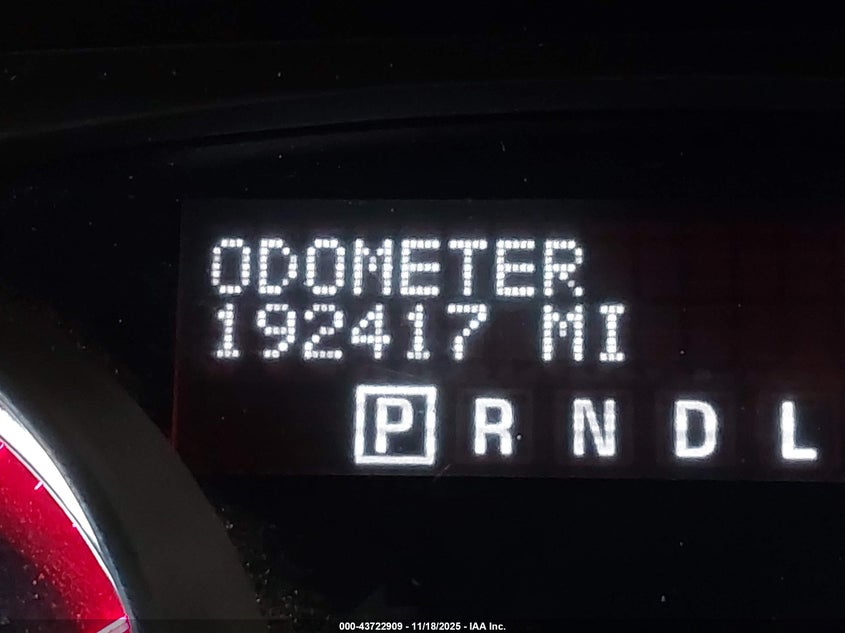 ODOMETER
192417 MI
P R N D L
000-43722909 - 11/18/2025 - IAA Inc.